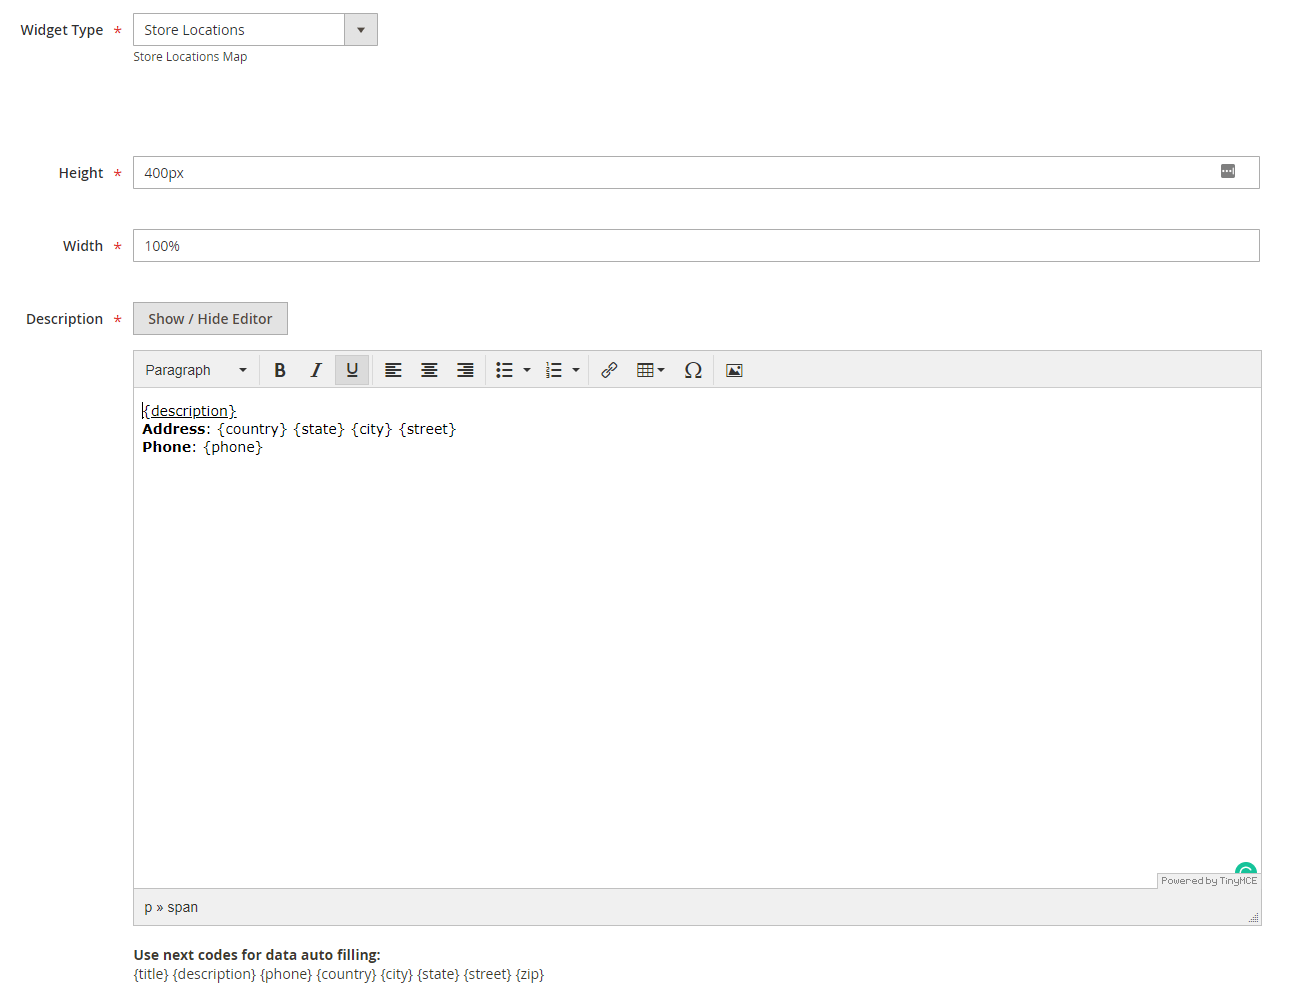 Widget Type *
Store Locations
Store Locations Map
Height *
400px
Width *
100%
Description *
Show / Hide Editor
Paragraph
B I U
Ω
{description}
Address: {country} {state} {city} {street}
Phone: {phone}
Powered by TinyMCE
p » span
Use next codes for data auto filling:
{title} {description} {phone} {country} {city} {state} {street} {zip}